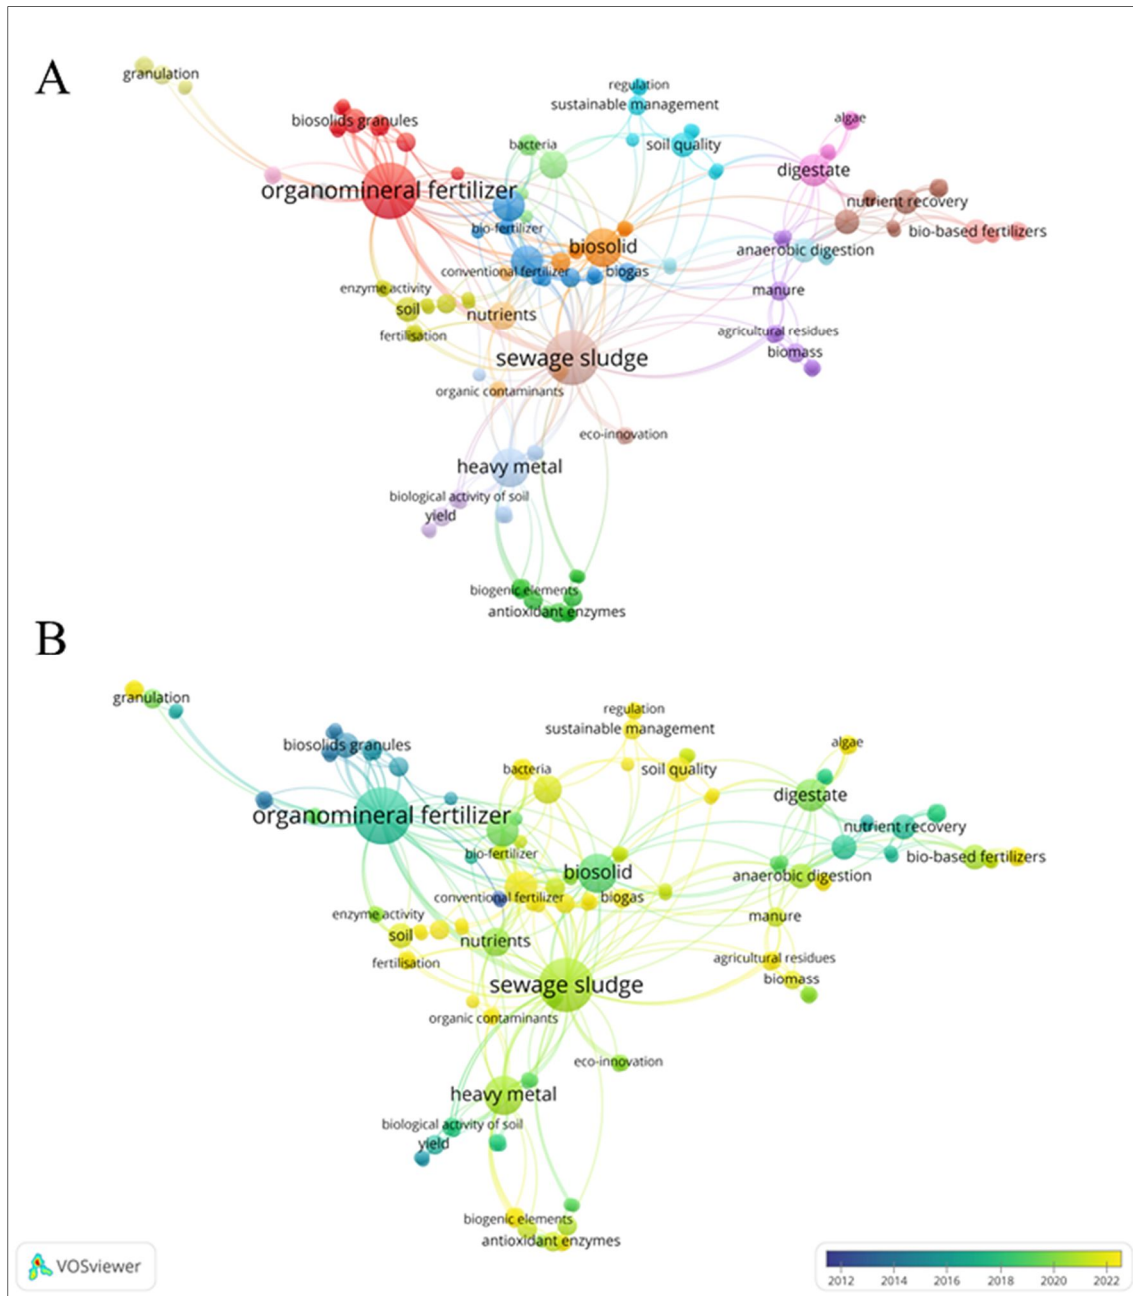 A
granulation
regulation
sustainable management
biosolids granules
algae
bacteria
soil quality
digestate
organomineral fertilizer
nutrient recovery
bio-fertilizer
bio-based fertilizers
biosolid
anaerobic digestion
conventional fertilizer
biogas
enzyme activity
manure
soil
nutrients
fertilisation
agricultural residues
sewage sludge
biomass
organic contaminants
eco-innovation
heavy metal
biological activity of soil
yield
biogenic elements
antioxidant enzymes
B
granulation
regulation
sustainable management
biosolids granules
algae
bacteria
soil quality
digestate
organomineral fertilizer
nutrient recovery
bio-fertilizer
bio-based fertilizers
biosolid
anaerobic digestion
conventional fertilizer
biogas
enzyme activity
manure
soil
nutrients
fertilisation
agricultural residues
biomass
sewage sludge
organic contaminants
eco-innovation
heavy metal
biological activity of soil
yield
biogenic elements
antioxidant enzymes
VOSviewer
2012 2014 2016 2018 2020 2022